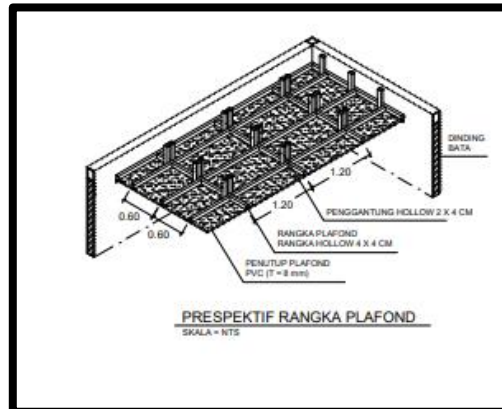 DINDING
BATA
1.20
1.20
0.60
0.60
PENGGANTUNG HOLLOW 2 X 4 CM
RANGKA PLAFOND
RANGKA HOLLOW 4 X 4 CM
PENUTUP PLAFOND
PVC (T = 8 mm)
PRESPEKTIF RANGKA PLAFOND
SKALA = NTS